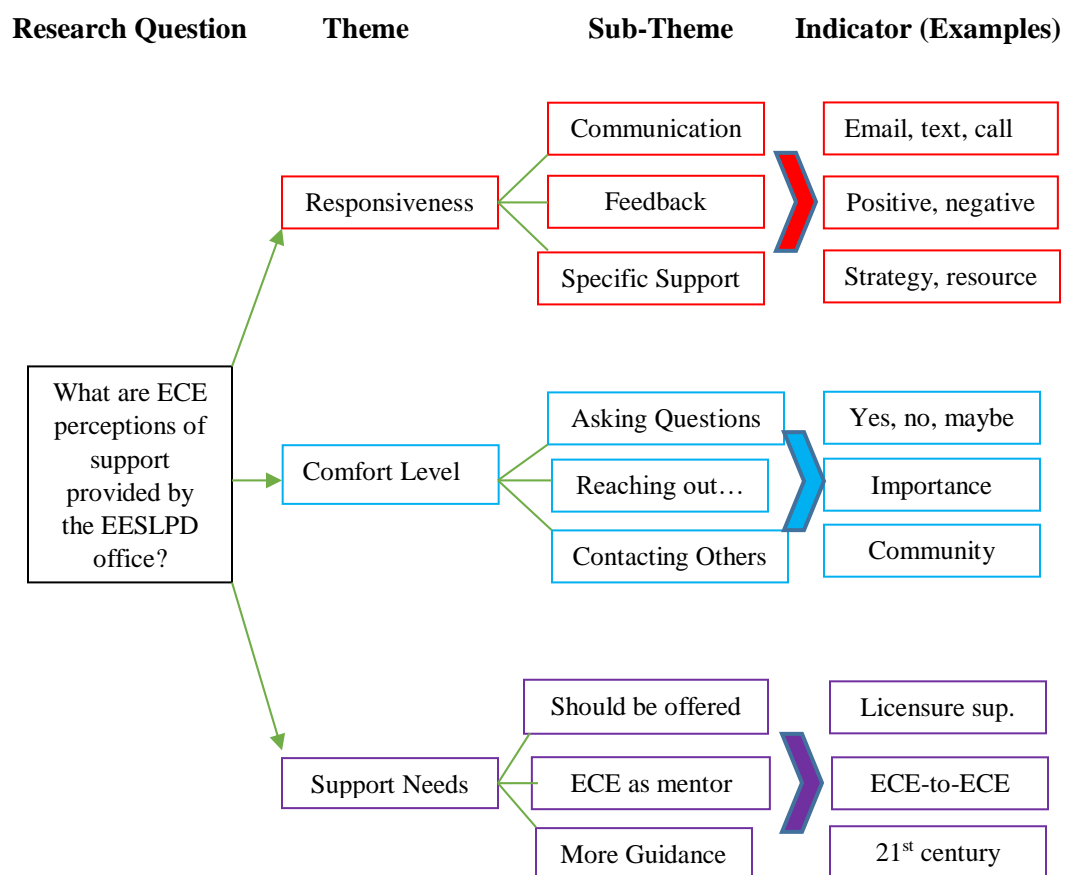 Research Question Theme Sub-Theme Indicator (Examples)
Communication Email, text, call
Responsiveness Feedback Positive, negative
Specific Support Strategy, resource
What are ECE
perceptions of
support
provided by
the EESLPD
office?
Asking Questions Yes, no, maybe
Comfort Level Reaching out… Importance
Contacting Others Community
Should be offered Licensure sup.
Support Needs ECE as mentor ECE-to-ECE
More Guidance 21st century